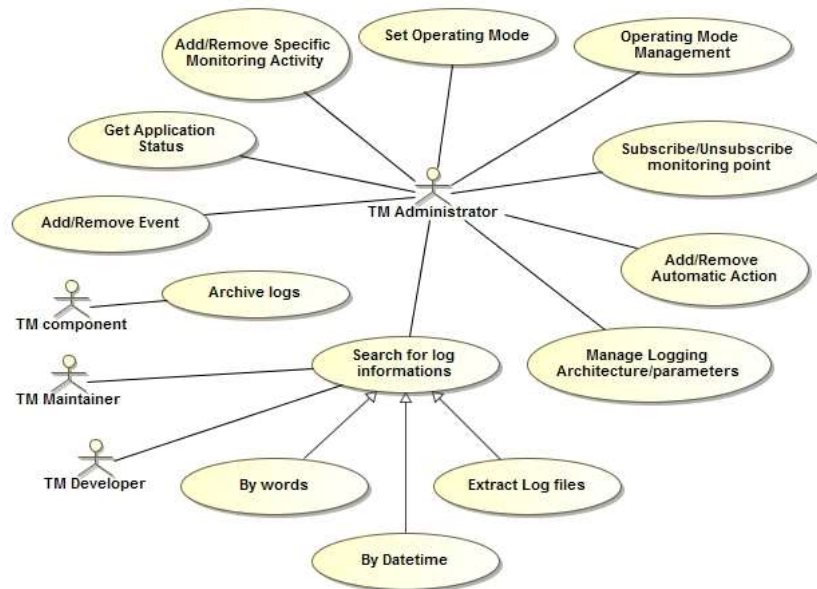 Add/Remove Specific
Monitoring Activity
Set Operating Mode
Operating Mode
Management
Get Application
Status
Subscribe/Unsubscribe
monitoring point
TM Administrator
Add/Remove Event
Add/Remove
Automatic Action
Archive logs
TM component
Search for log
informations
Manage Logging
Architecture/parameters
TM Maintainer
TM Developer
By words
Extract Log files
By Datetime